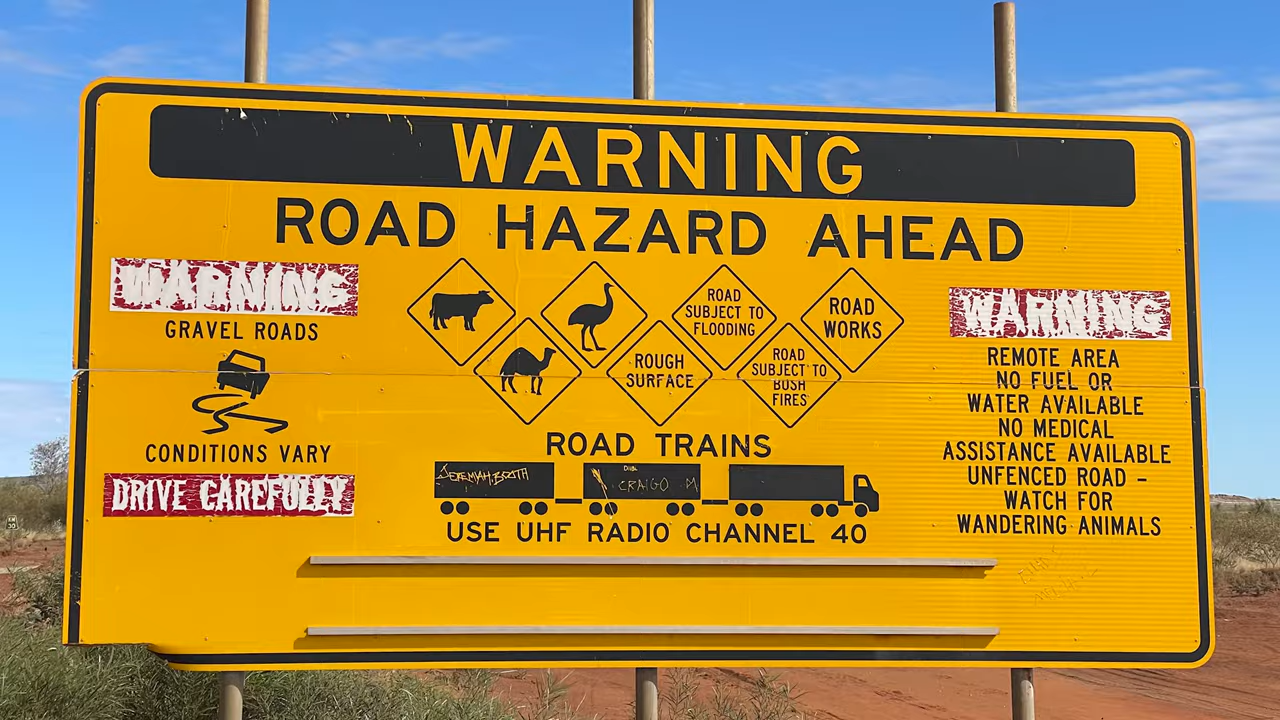 WARNING
ROAD HAZARD AHEAD
WARNING
GRAVEL ROADS
CONDITIONS VARY
DRIVE CAREFULLY
ROAD
SUBJECT TO
FLOODING
ROAD
WORKS
ROUGH
SURFACE
ROAD
SUBJECT TO
BUSH
FIRES
ROAD TRAINS
CRAIGO M
USE UHF RADIO CHANNEL 40
WARNING
REMOTE AREA
NO FUEL OR
WATER AVAILABLE
NO MEDICAL
ASSISTANCE AVAILABLE
UNFENCED ROAD –
WATCH FOR
WANDERING ANIMALS